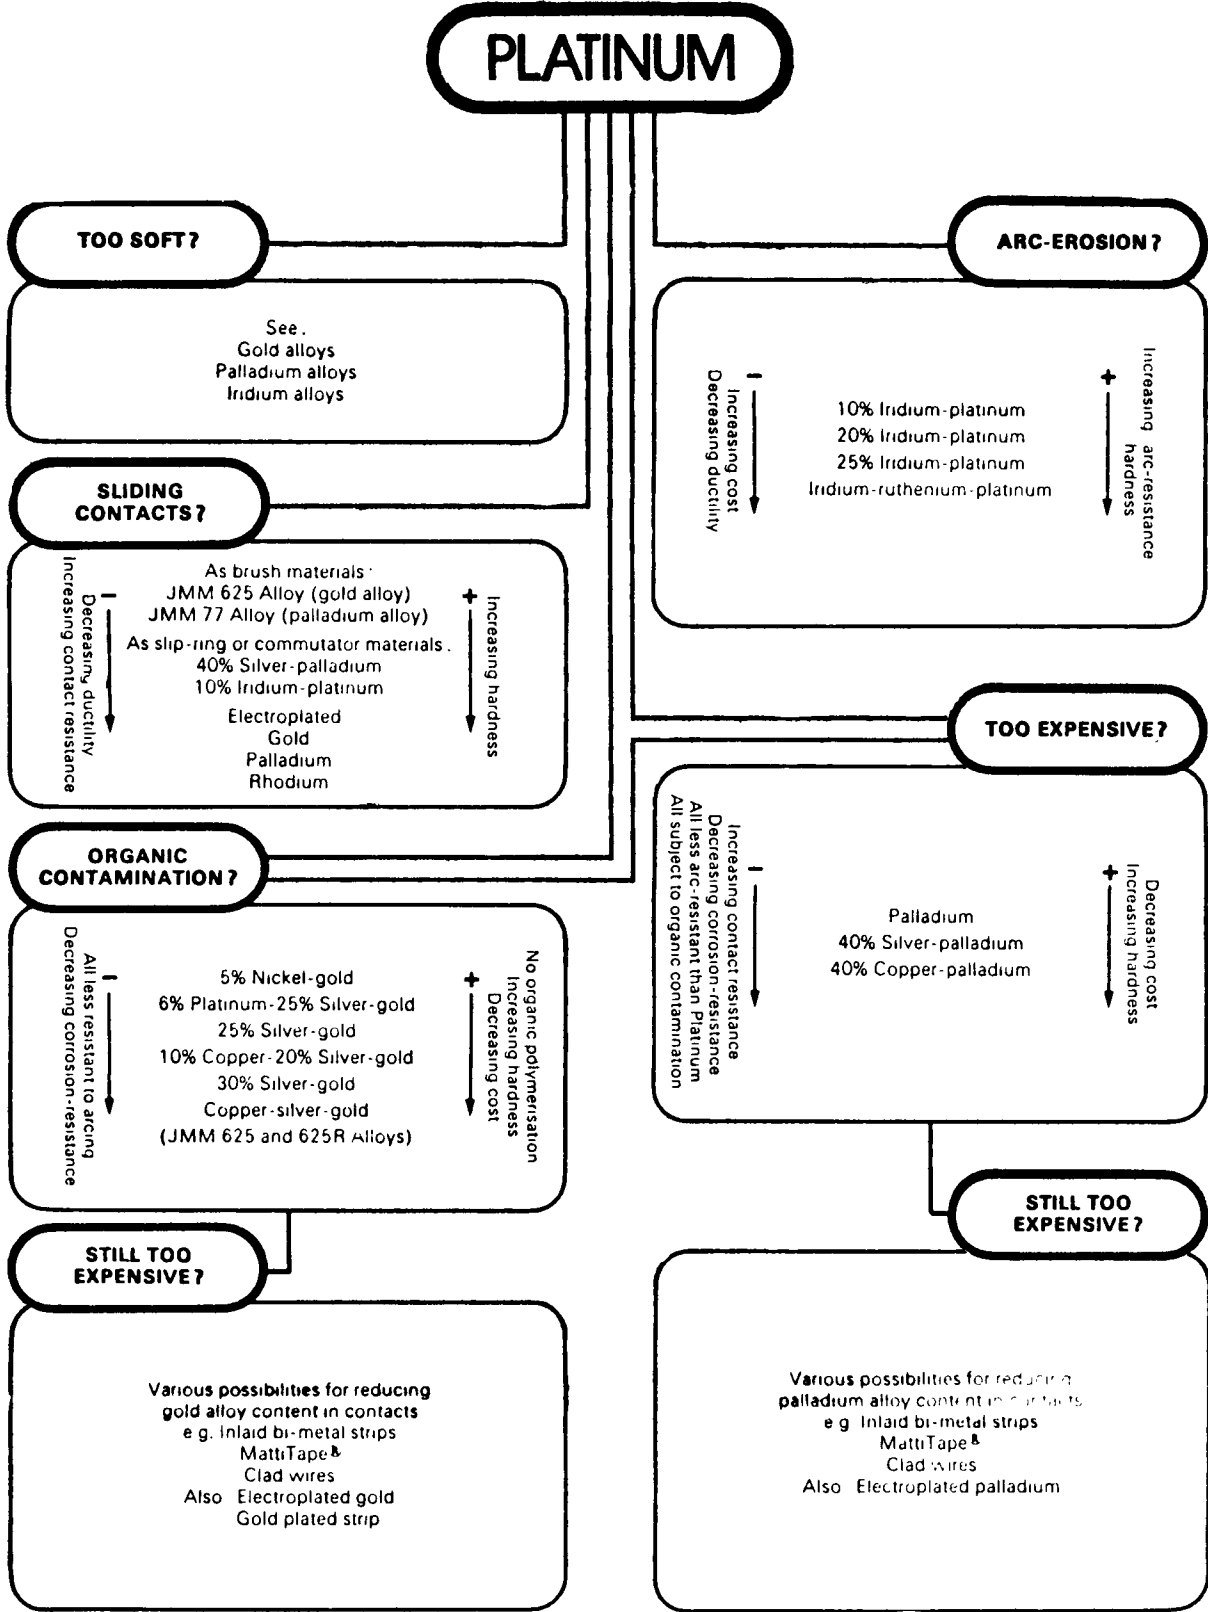 PLATINUM
TOO SOFT?
See.
Gold alloys
Palladium alloys
Iridium alloys
SLIDING
CONTACTS?
Increasing contact resistance
Decreasing ductility
–
As brush materials:
JMM 625 Alloy (gold alloy)
JMM 77 Alloy (palladium alloy)
As slip-ring or commutator materials.
40% Silver-palladium
10% Iridium-platinum
Electroplated
Gold
Palladium
Rhodium
+
Increasing hardness
ORGANIC
CONTAMINATION?
All less resistant to arcing
Decreasing corrosion-resistance
–
5% Nickel-gold
6% Platinum-25% Silver-gold
25% Silver-gold
10% Copper-20% Silver-gold
30% Silver-gold
Copper-silver-gold
(JMM 625 and 625R Alloys)
+
No organic polymerisation
Increasing hardness
Decreasing cost
STILL TOO
EXPENSIVE?
Various possibilities for reducing
gold alloy content in contacts
e g. Inlaid bi-metal strips
MattiTape®
Clad wires
Also Electroplated gold
Gold plated strip
ARC-EROSION?
Increasing cost
Decreasing ductility
–
10% Iridium-platinum
20% Iridium-platinum
25% Iridium-platinum
Iridium-ruthenium-platinum
+
Increasing arc-resistance
hardness
TOO EXPENSIVE?
Increasing contact resistance
Decreasing corrosion-resistance
All less arc-resistant than Platinum
All subject to organic contamination
–
Palladium
40% Silver-palladium
40% Copper-palladium
+
Decreasing cost
Increasing hardness
STILL TOO
EXPENSIVE?
Various possibilities for reducing
palladium alloy content in contacts
e g Inlaid bi-metal strips
MattiTape®
Clad wires
Also Electroplated palladium